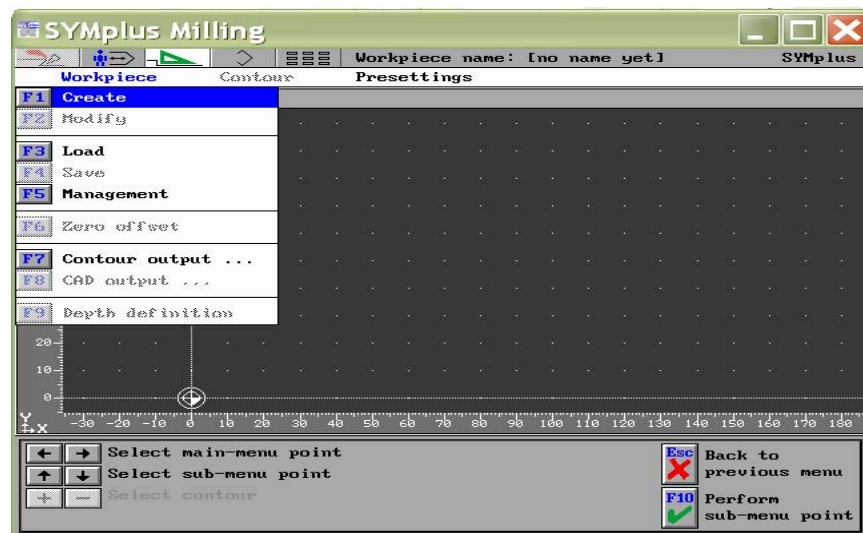 SYMplus Milling
Workpiece name: [no name yet] SYMplus
Workpiece Contour Presettings
F1 Create
F2 Modify
F3 Load
F4 Save
F5 Management
F6 Zero offset
F7 Contour output ...
F8 CAD output ...
F9 Depth definition
20
10
0
Y
X -30 -20 -10 0 10 20 30 40 50 60 70 80 90 100 110 120 130 140 150 160 170 180
← → Select main-menu point
↑ ↓ Select sub-menu point
+ - Select contour
Esc Back to
previous menu
F10 Perform
sub-menu point